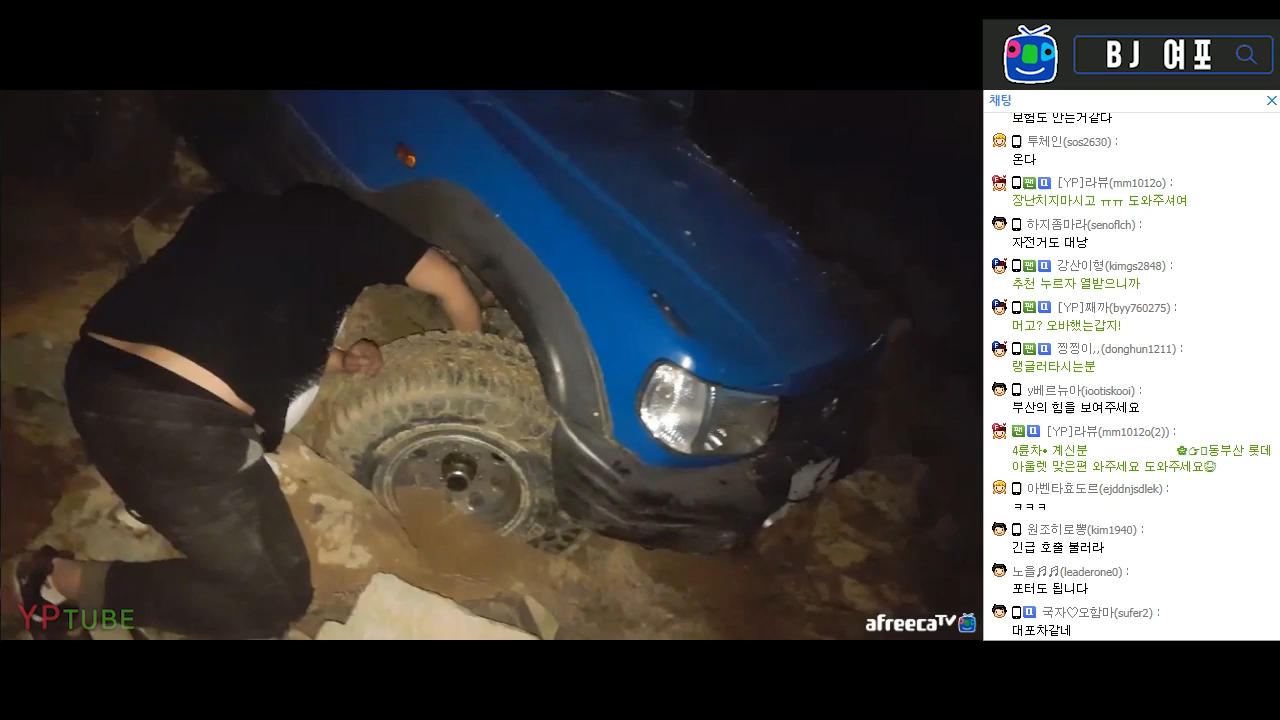 BJ 여포
채팅
보험도 안는거같다
투체인(sos2630) :
온다
[YP]라뷰(mm1012o) :
장난치지마시고 ㅠㅠ 도와주셔여
하지좀마라(senoflch) :
자전거도 대낭
강산이형(kimgs2848) :
추천 누르자 열받으니까
[YP]째까(byy760275) :
머고? 오바했는갑지!
찡찡이,,(donghun1211) :
랭글러타시는분
y베르뉴아(iootiskooi) :
부산의 힘을 보여주세요
[YP]라뷰(mm1012o(2)) :
4륜차• 계신분 ✿☞동부산 롯데
아울렛 맞은편 와주세요 도와주세요
아벤타효도르(ejddnjsdlek) :
ㅋㅋㅋ
원조히로뽕(kim1940) :
긴급 호출 불러라
노을♬♬(leaderone0) :
포터도 됩니다
국자♡오함마(sufer2) :
대포차같네
YPTUBE
afreecaTV